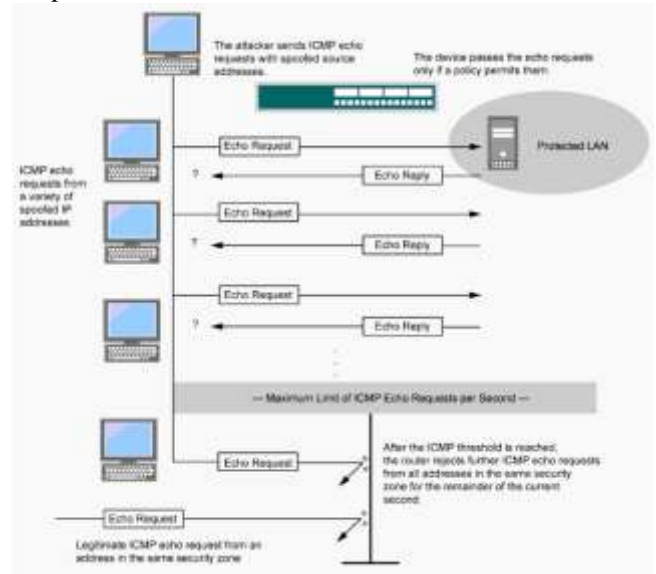 The attacker sends ICMP echo
requests with spoofed source
addresses.
The device passes the echo requests
only if a policy permits them.
Echo Request
Protected LAN
ICMP echo
requests from
a variety of
spoofed IP
addresses.
?
Echo Reply
Echo Request
?
Echo Reply
Echo Request
?
Echo Reply
— Maximum Limit of ICMP Echo Requests per Second —
After the ICMP threshold is reached,
the router rejects further ICMP echo requests
from all addresses in the same security
zone for the remainder of the current
second.
Echo Request
Echo Request
Legitimate ICMP echo request from an
address in the same security zone